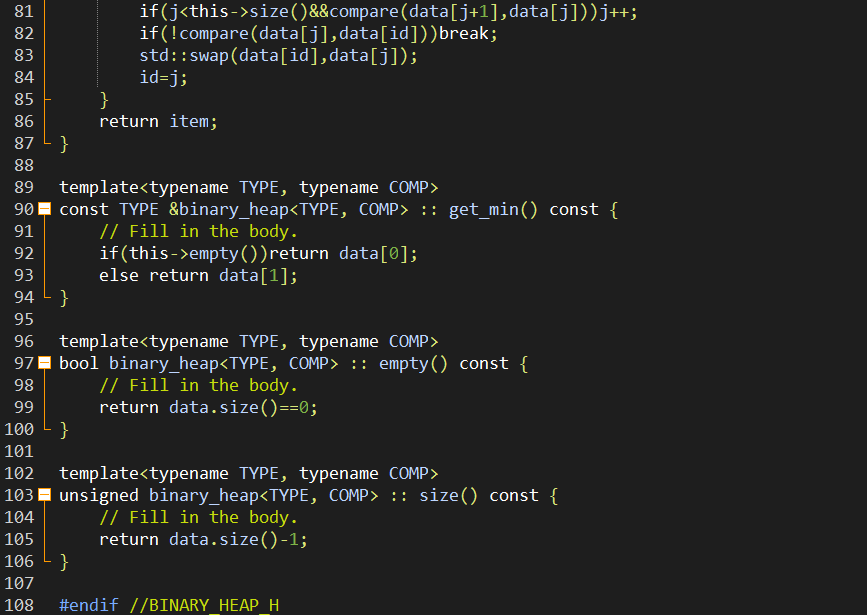 81 if(j<this->size()&&compare(data[j+1],data[j]))j++;
82 if(!compare(data[j],data[id]))break;
83 std::swap(data[id],data[j]);
84 id=j;
85 }
86 return item;
87 }
88
89 template<typename TYPE, typename COMP>
90 const TYPE &binary_heap<TYPE, COMP> :: get_min() const {
91 // Fill in the body.
92 if(this->empty())return data[0];
93 else return data[1];
94 }
95
96 template<typename TYPE, typename COMP>
97 bool binary_heap<TYPE, COMP> :: empty() const {
98 // Fill in the body.
99 return data.size()==0;
100 }
101
102 template<typename TYPE, typename COMP>
103 unsigned binary_heap<TYPE, COMP> :: size() const {
104 // Fill in the body.
105 return data.size()-1;
106 }
107
108 #endif //BINARY_HEAP_H